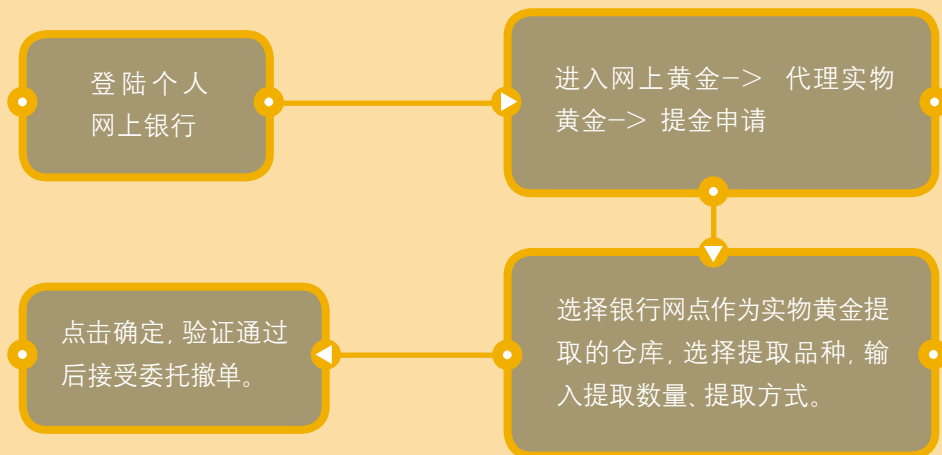 登陆个人
网上银行
进入网上黄金—> 代理实物
黄金—> 提金申请
选择银行网点作为实物黄金提
取的仓库，选择提取品种，输
入提取数量、提取方式。
点击确定，验证通过
后接受委托撤单。